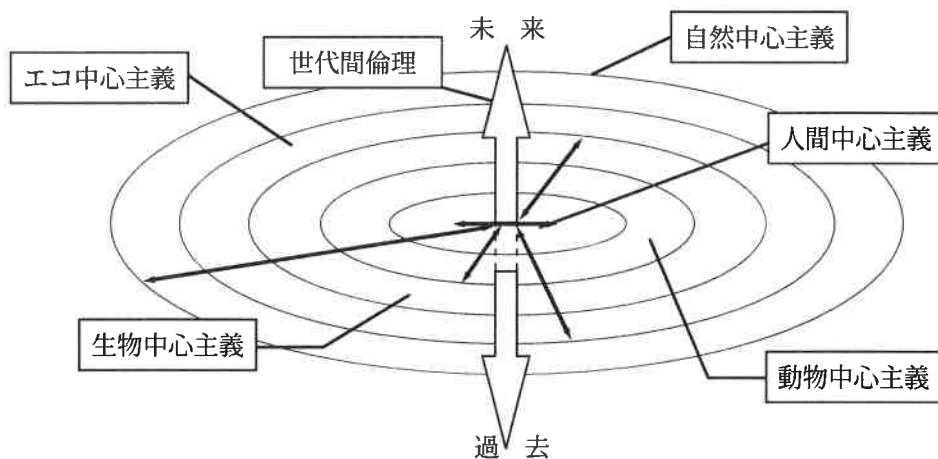 未来
自然中心主義
世代間倫理
エコ中心主義
人間中心主義
生物中心主義
動物中心主義
過去